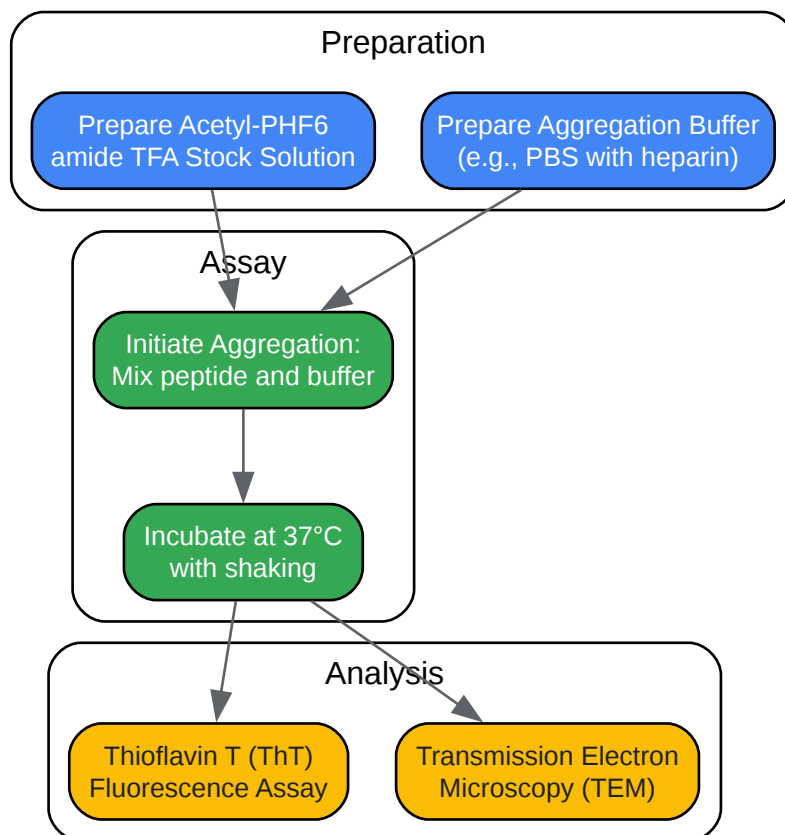 Preparation
Prepare Acetyl-PHF6
amide TFA Stock Solution
Prepare Aggregation Buffer
(e.g., PBS with heparin)
Assay
Initiate Aggregation:
Mix peptide and buffer
Incubate at 37°C
with shaking
Analysis
Thioflavin T (ThT)
Fluorescence Assay
Transmission Electron
Microscopy (TEM)